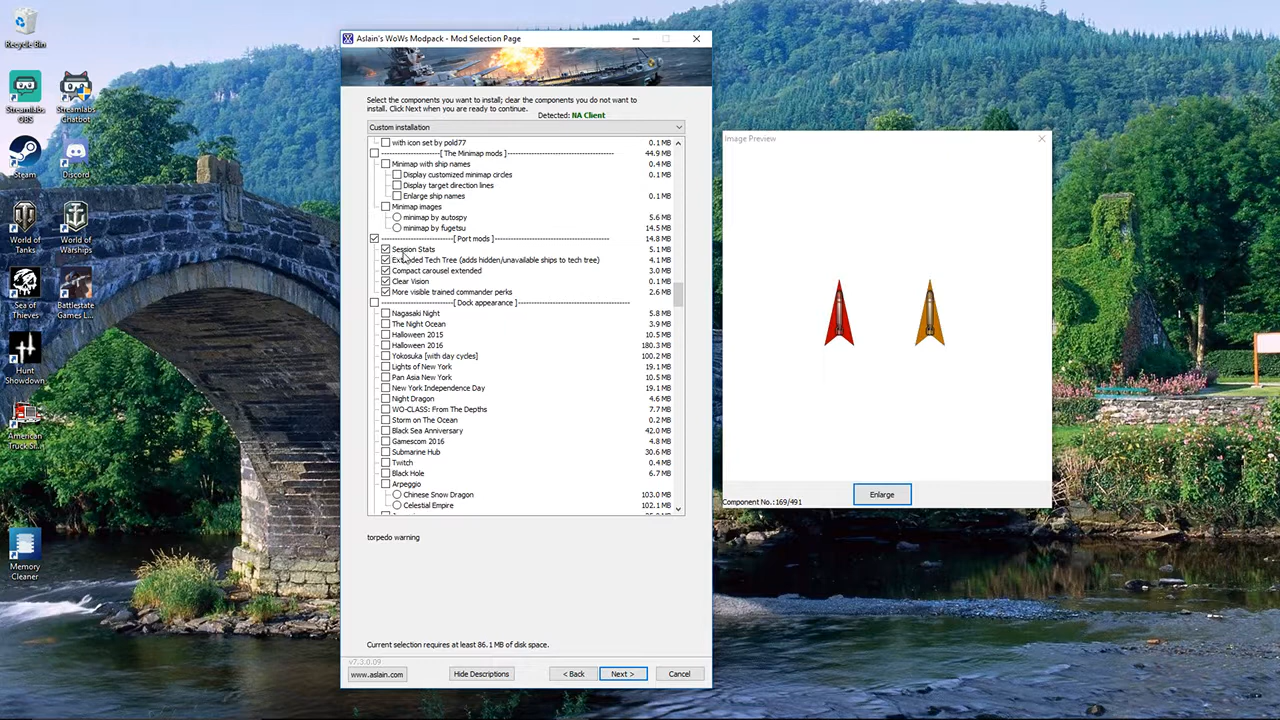 Recycle Bin
Streamlabs OBS
Streamlabs Chatbot
Steam
Discord
World of Tanks
World of Warships
Sea of Thieves
Battlestate Games L...
Hunt Showdown
American Truck Si...
Memory Cleaner
Aslain's WoWs Modpack - Mod Selection Page
Select the components you want to install; clear the components you do not want to
install. Click Next when you are ready to continue.
Detected: NA Client
Custom installation
with icon set by pold77 0.1 MB
--------------------[ The Minimap mods ]------------------------------ 44.9 MB
Minimap with ship names 0.4 MB
Display customized minimap circles 0.1 MB
Display target direction lines
Enlarge ship names 0.1 MB
Minimap images
minimap by autospy 5.6 MB
minimap by fugetsu 14.5 MB
-------------------------[ Port mods ]-------------------------------- 14.8 MB
Session Stats 5.1 MB
Extended Tech Tree (adds hidden/unavailable ships to tech tree) 4.1 MB
Compact carousel extended 3.0 MB
Clear Vision 0.1 MB
More visible trained commander perks 2.6 MB
-------------------------[ Dock appearance ]--------------------------------
Nagasaki Night 5.8 MB
The Night Ocean 3.9 MB
Halloween 2015 10.5 MB
Halloween 2016 180.3 MB
Yokosuka [with day cycles] 100.2 MB
Lights of New York 19.1 MB
Pan Asia New York 10.5 MB
New York Independence Day 19.1 MB
Night Dragon 4.6 MB
WO-CLASS: From The Depths 7.7 MB
Storm on The Ocean 0.2 MB
Black Sea Anniversary 42.0 MB
Gamescom 2016 4.8 MB
Submarine Hub 30.6 MB
Twitch 0.4 MB
Black Hole 6.7 MB
Arpeggio
Chinese Snow Dragon 103.0 MB
Celestial Empire 102.1 MB
torpedo warning
Current selection requires at least 86.1 MB of disk space.
v7.3.0.09
www.aslain.com
Hide Descriptions
< Back
Next >
Cancel
Image Preview
Component No.:169/491
Enlarge